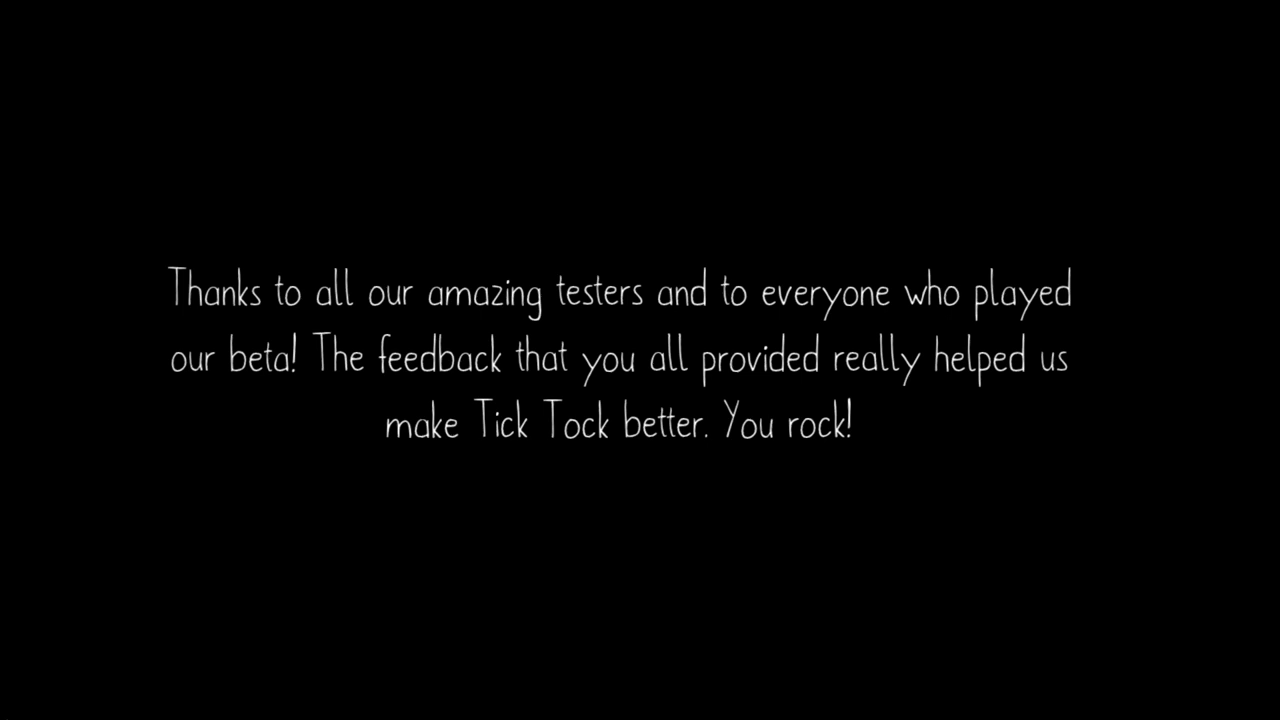 Thanks to all our amazing testers and to everyone who played
our beta! The feedback that you all provided really helped us
make Tick Tock better. You rock!